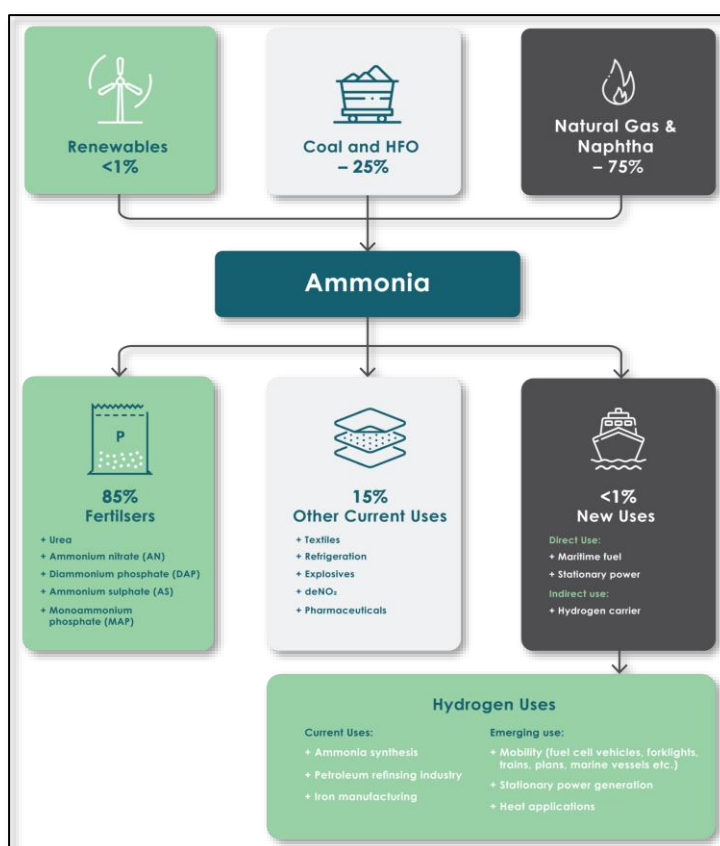 Renewables
<1%
Coal and HFO
– 25%
Natural Gas &
Naphtha
– 75%
Ammonia
P
85%
Fertilsers
+ Urea
+ Ammonium nitrate (AN)
+ Diammonium phosphate (DAP)
+ Ammonium sulphate (AS)
+ Monoammonium
phosphate (MAP)
15%
Other Current Uses
+ Textiles
+ Refrigeration
+ Explosives
+ deNO₂
+ Pharmaceuticals
<1%
New Uses
Direct Use:
+ Maritime fuel
+ Stationary power
Indirect use:
+ Hydrogen carrier
Hydrogen Uses
Current Uses:
+ Ammonia synthesis
+ Petroleum refinsing industry
+ Iron manufacturing
Emerging use:
+ Mobility (fuel cell vehicles, forklights,
trains, plans, marine vessels etc.)
+ Stationary power generation
+ Heat applications